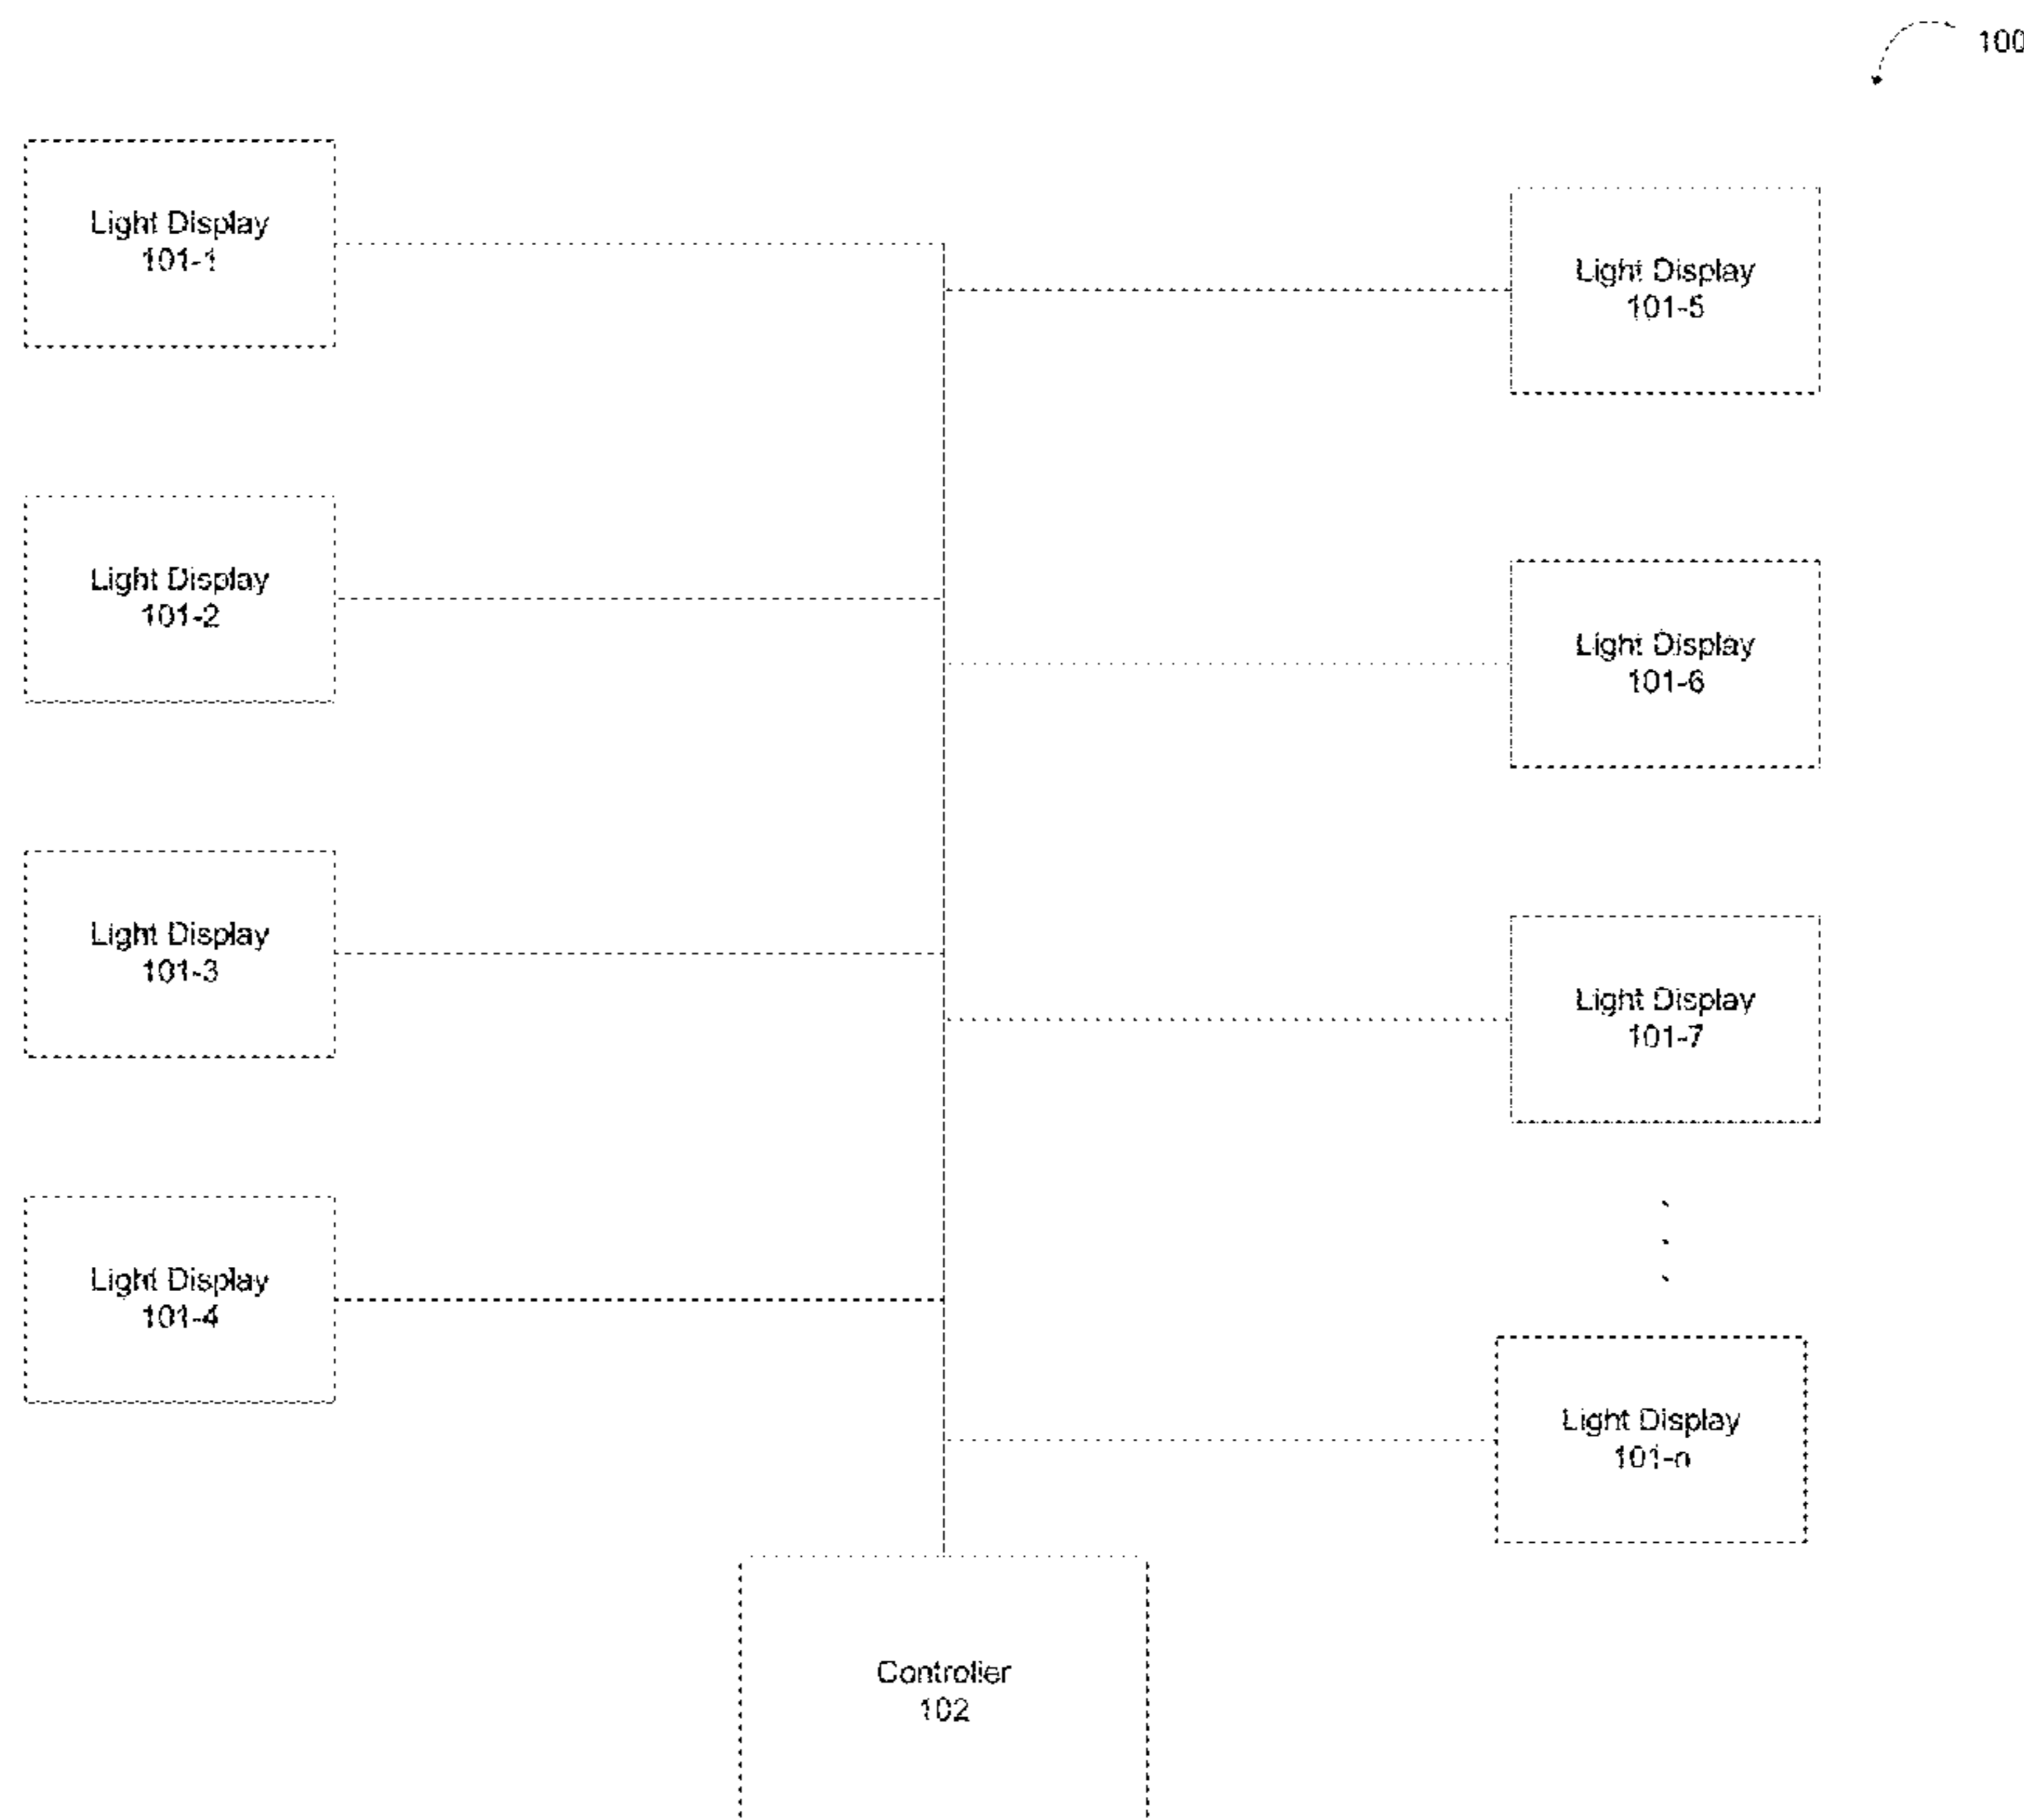 100
Light Display
101-1
Light Display
101-5
Light Display
101-2
Light Display
101-6
Light Display
101-3
Light Display
101-7
Light Display
101-4
Light Display
101-n
Controller
102